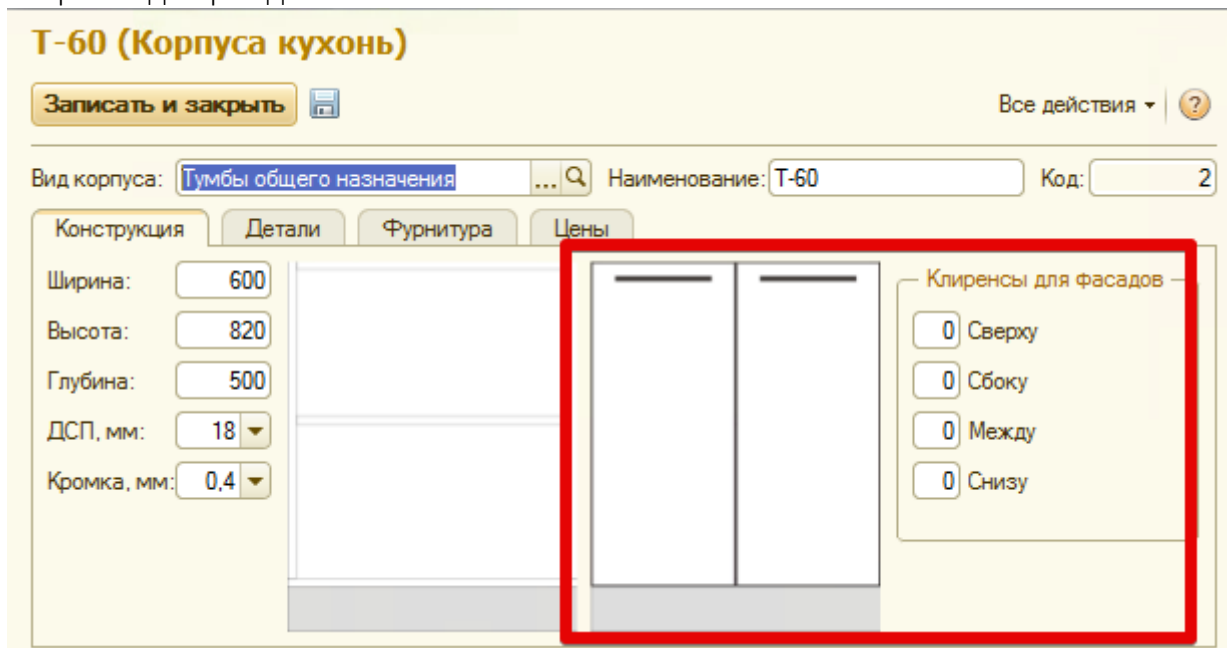 Т-60 (Корпуса кухонь)
Записать и закрыть Все действия
Вид корпуса: Тумбы общего назначения ... Наименование: Т-60 Код: 2
Конструкция Детали Фурнитура Цены
Ширина: 600 Клиренсы для фасадов
0 Сверху
Высота: 820
Глубина: 500 0 Сбоку
ДСП, мм: 18 0 Между
Кромка, мм: 0,4 0 Снизу